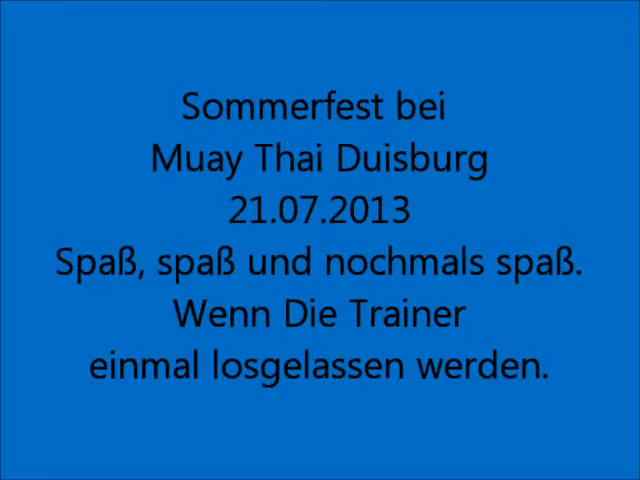 Sommerfest bei
Muay Thai Duisburg
21.07.2013
Spaß, spaß und nochmals spaß.
Wenn Die Trainer
einmal losgelassen werden.